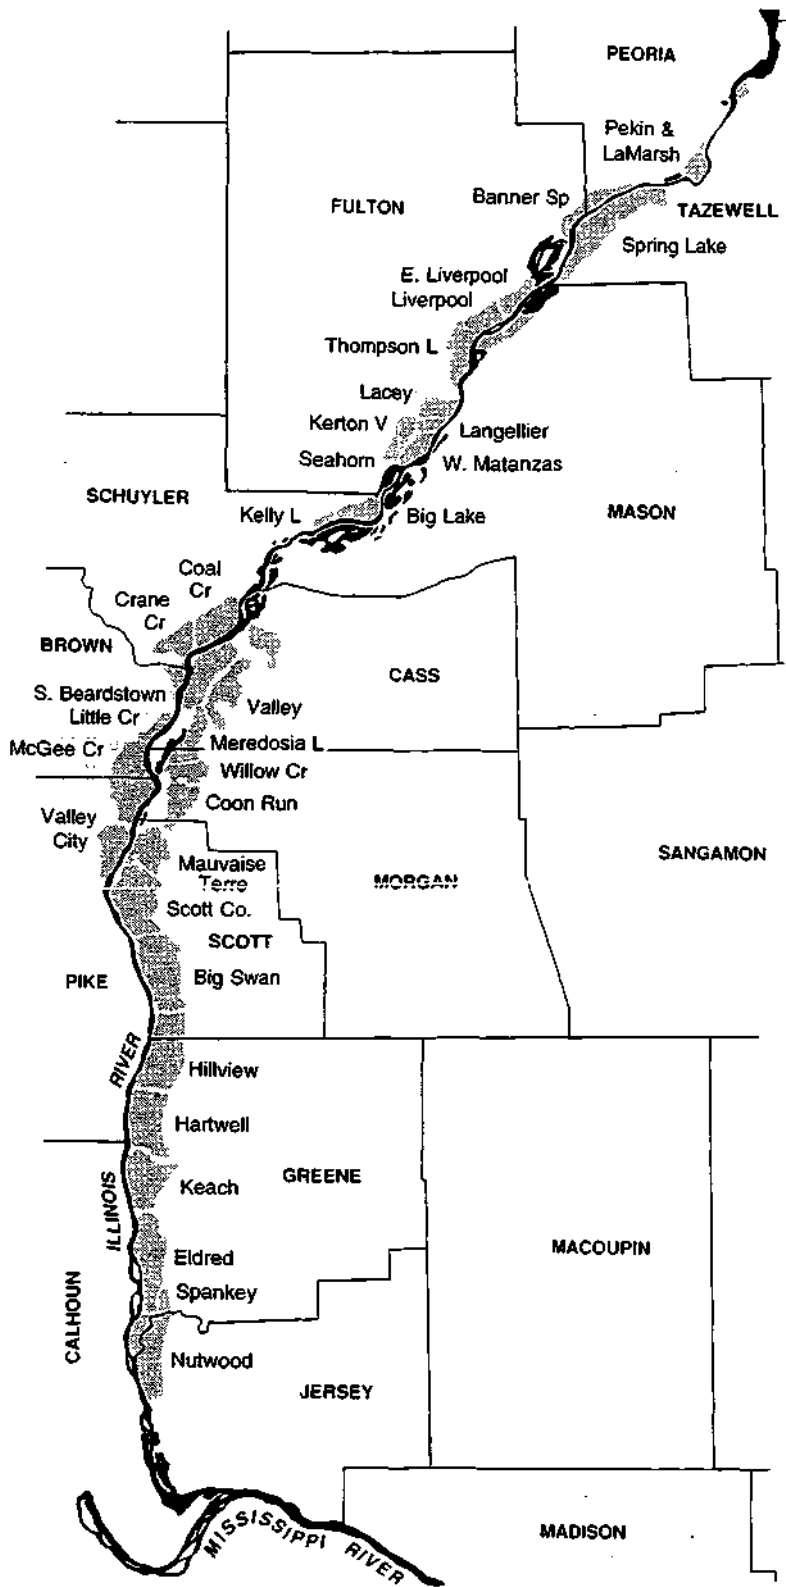 PEORIA
Pekin &
LaMarsh
Banner Sp
FULTON
TAZEWELL
Spring Lake
E. Liverpool
Liverpool
Thompson L
Lacey
Kerton V
Langellier
Seahorn
W. Matanzas
SCHUYLER
Kelly L
Big Lake
MASON
Coal
Cr
Crane
Cr
BROWN
CASS
S. Beardstown
Valley
Little Cr
McGee Cr
Meredosia L
Willow Cr
Coon Run
Valley
City
Mauvaise
Terre
SANGAMON
MORGAN
Scott Co.
SCOTT
PIKE
Big Swan
RIVER
Hillview
Hartwell
ILLINOIS
Keach
GREENE
MACOUPIN
Eldred
Spankey
CALHOUN
Nutwood
JERSEY
MISSISSIPPI RIVER
MADISON